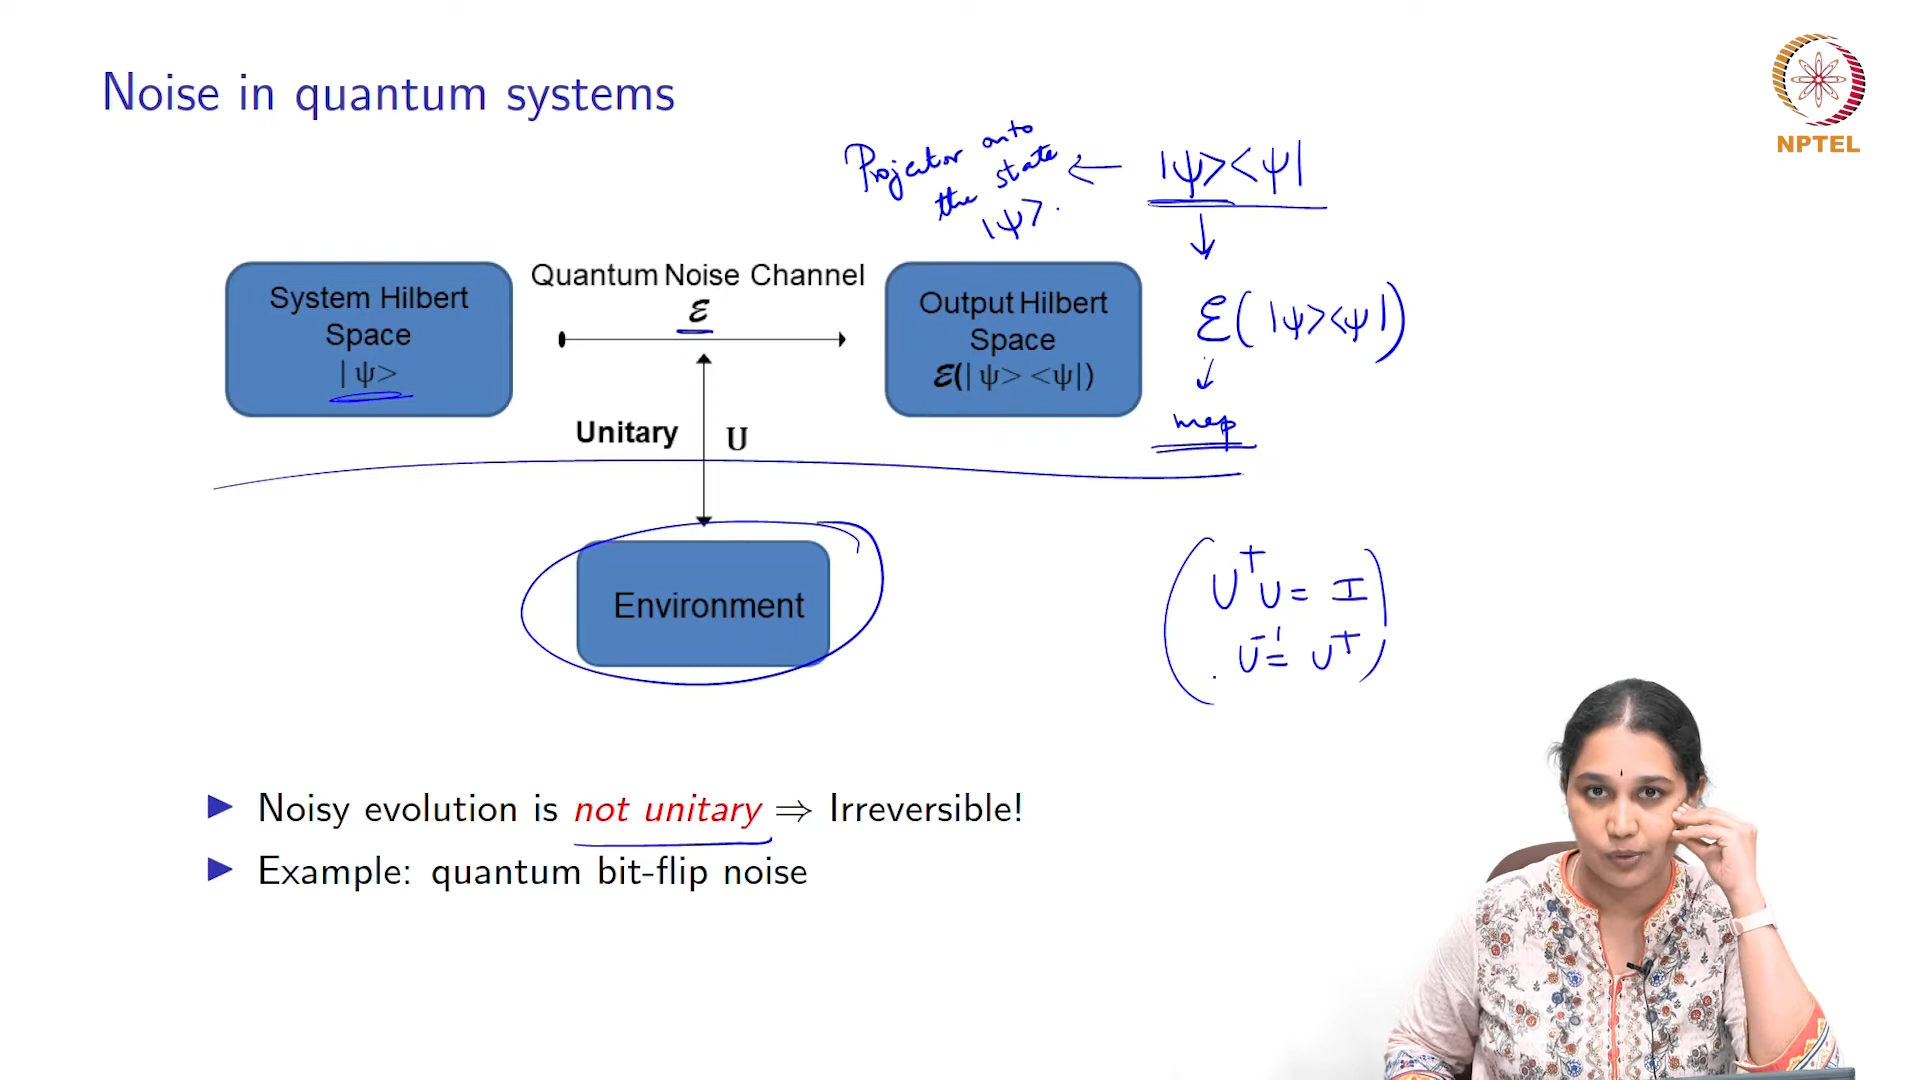 Noise in quantum systems
NPTEL
Projector onto
the state
|ψ>.
← |ψ><ψ|
↓
ℰ(|ψ><ψ|)
↓
map
System Hilbert
Space
|ψ>
Quantum Noise Channel
ℰ
Output Hilbert
Space
ℰ(|ψ> <ψ|)
Unitary U
Environment
U†U = I
U⁻¹ = U†
Noisy evolution is not unitary ⇒ Irreversible!
Example: quantum bit-flip noise